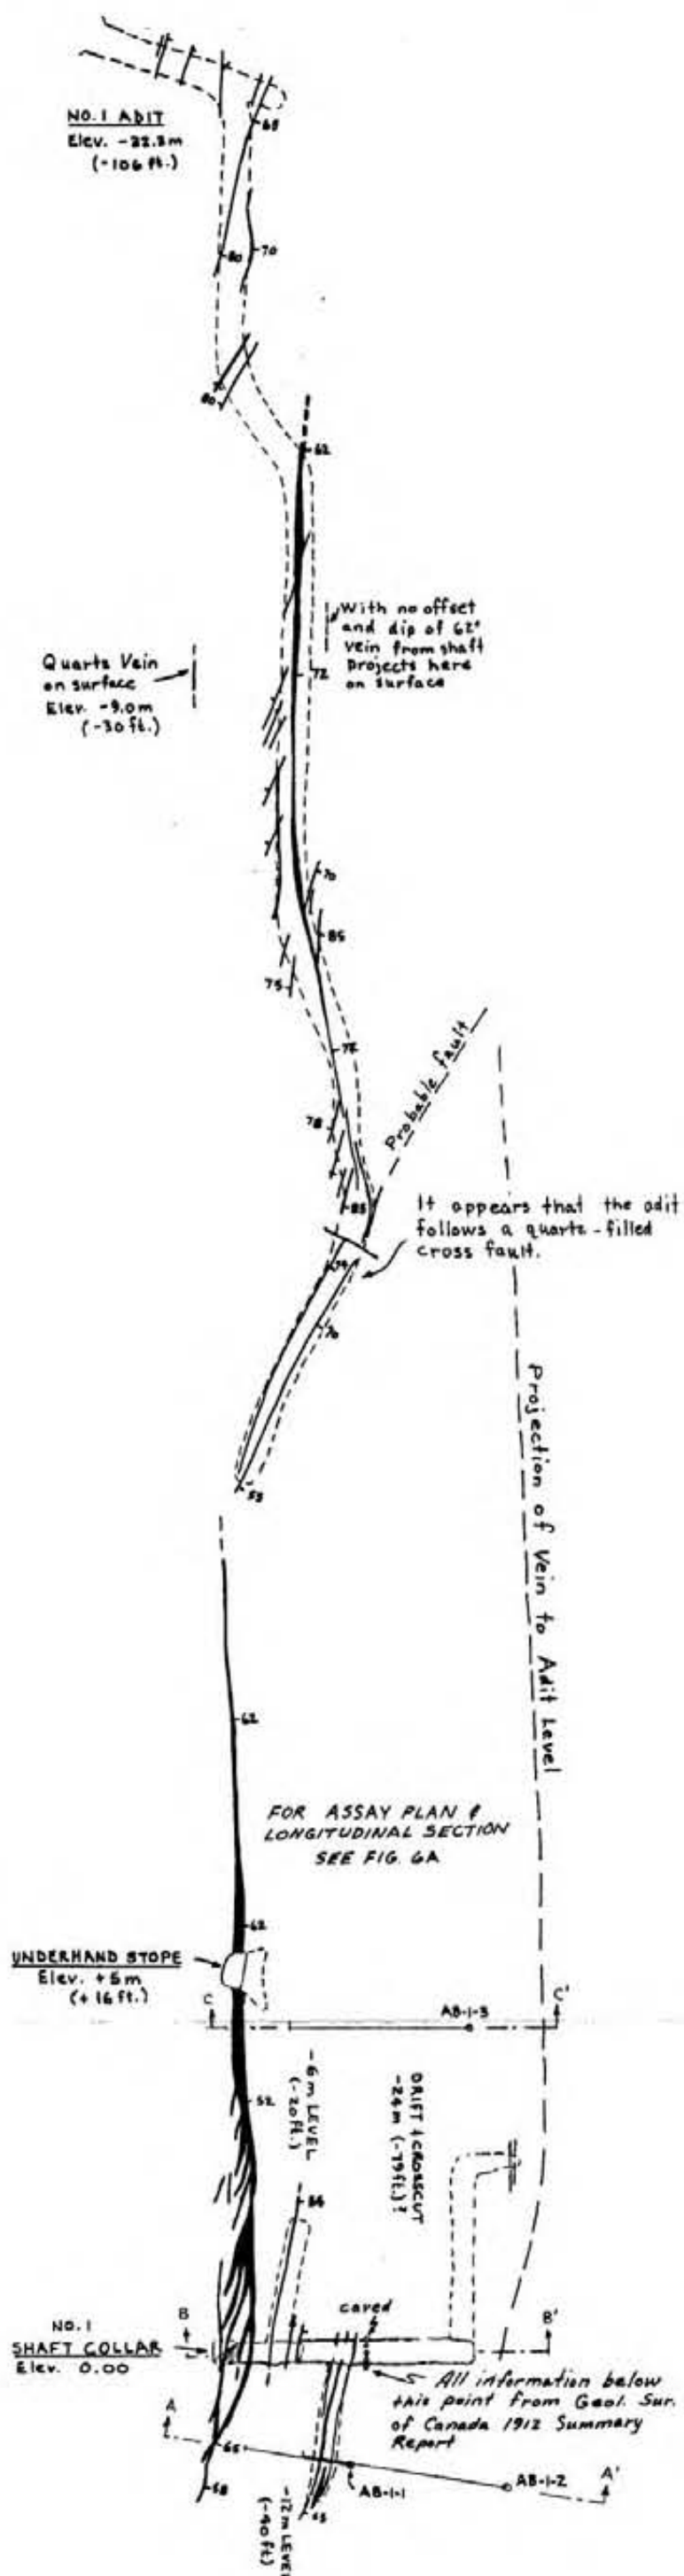 NO. 1 ADIT
Elev. -32.3m
(-106 ft.)
65
80
70
80
62
With no offset
and dip of 62°
vein from shaft
projects here
on surface
Quartz Vein
on surface
Elev. -9.0m
(-30 ft.)
72
70
85
75
77
Probable fault
78
85
It appears that the adit
follows a quartz-filled
cross fault.
74
70
53
Projection of Vein to Adit Level
62
FOR ASSAY PLAN &
LONGITUDINAL SECTION
SEE FIG. 6A
62
UNDERHAND STOPE
Elev. +5m
(+16 ft.)
C
AB-1-3
C'
52
-6m LEVEL
(-20 ft.)
DRIFT & CROSSCUT
-24m (-79 ft.)?
56
caved
B
B'
NO. 1
SHAFT COLLAR
Elev. 0.00
All information below
this point from Geol. Sur.
of Canada 1912 Summary
Report
A
65
58
-12m LEVEL
(-40 ft)
55
AB-1-1
AB-1-2
A'